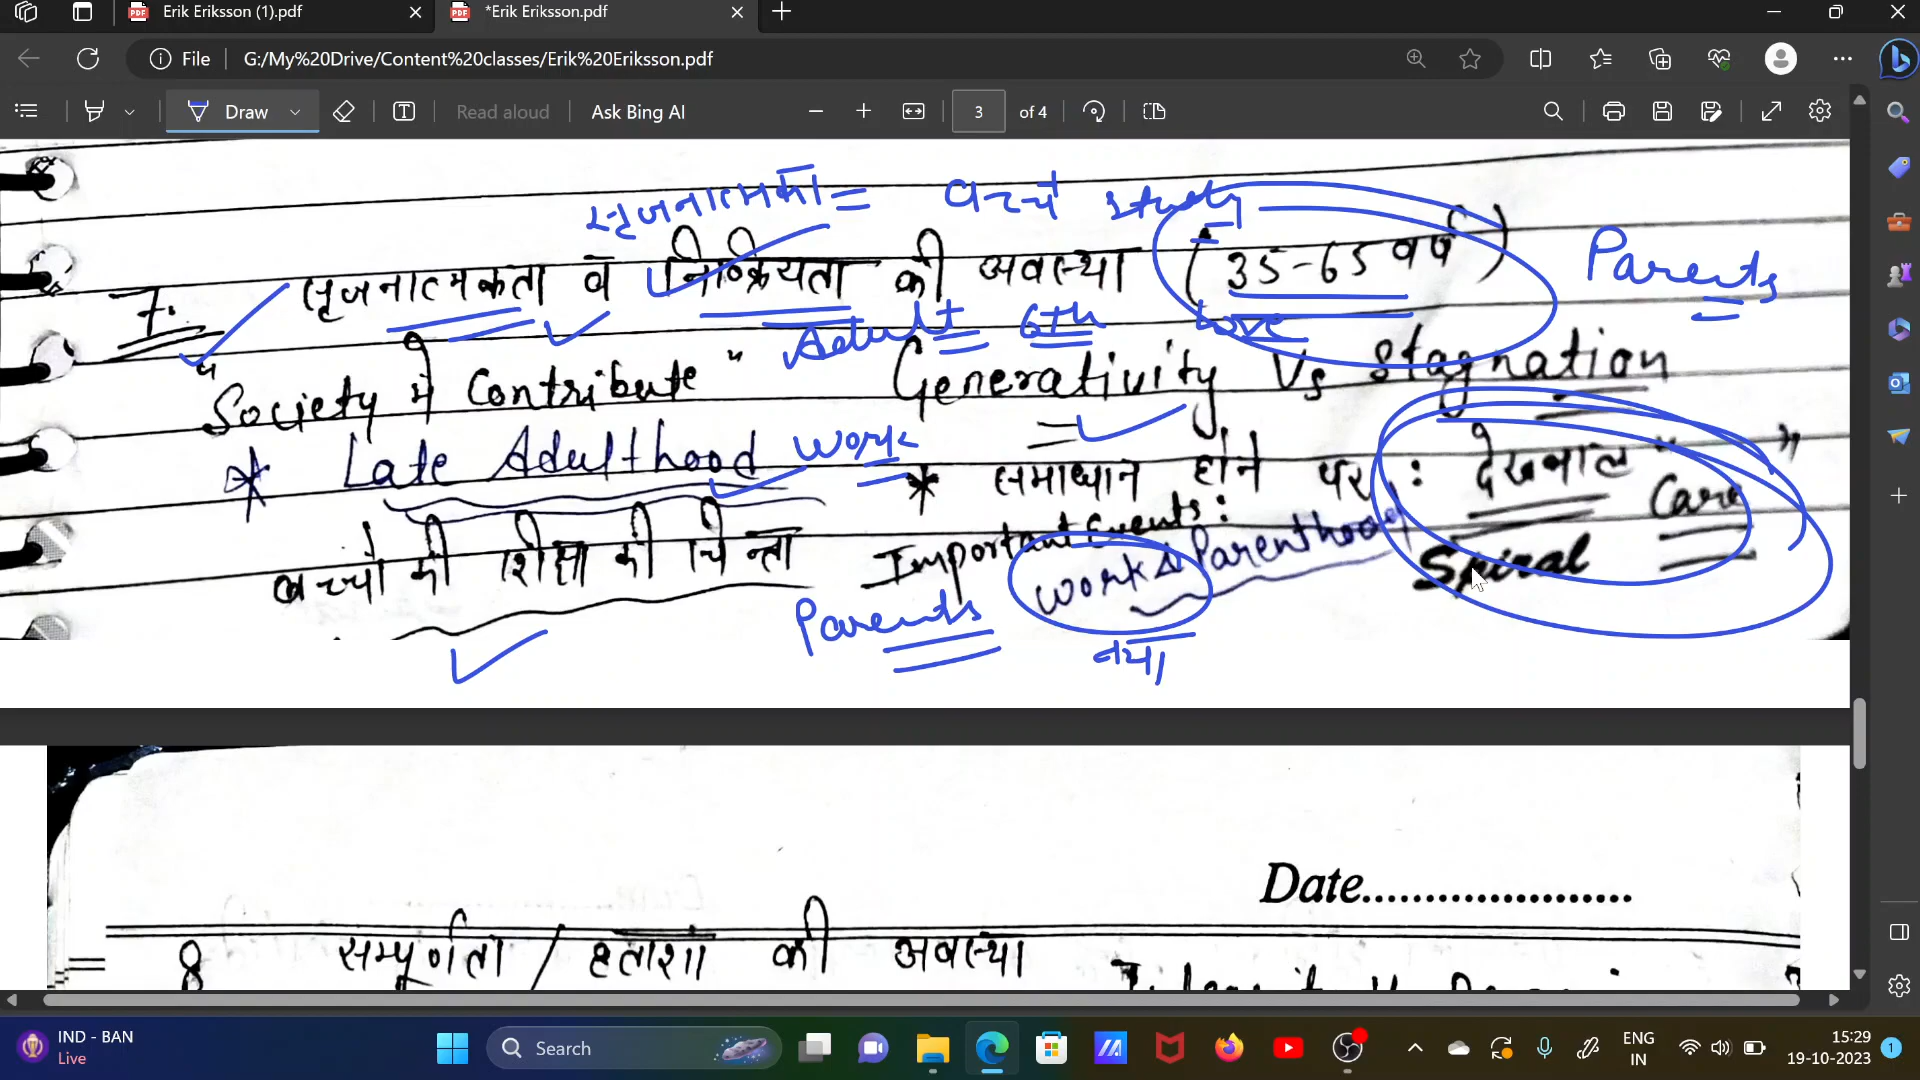 Erik Eriksson (1).pdf
*Erik Eriksson.pdf
File G:/My%20Drive/Content%20classes/Erik%20Eriksson.pdf
Draw Read aloud Ask Bing AI 3 of 4
सृजनात्मकता = बच्चे study
7. सृजनात्मकता व निष्क्रियता की अवस्था (35-65 वर्ष) Parents
Adult 6th Love
"Society में Contribute" Generativity Vs Stagnation
* Late Adulthood work * समाधान होने पर : देखभाल "Care"
बच्चों की शिक्षा की चिन्ता Important Events: Work & Parenthood Spiral
Parents
Date......................
8 सम्पूर्णता / हताशा की अवस्था
IND - BAN
Live
Search
ENG
IN
15:29
19-10-2023
1